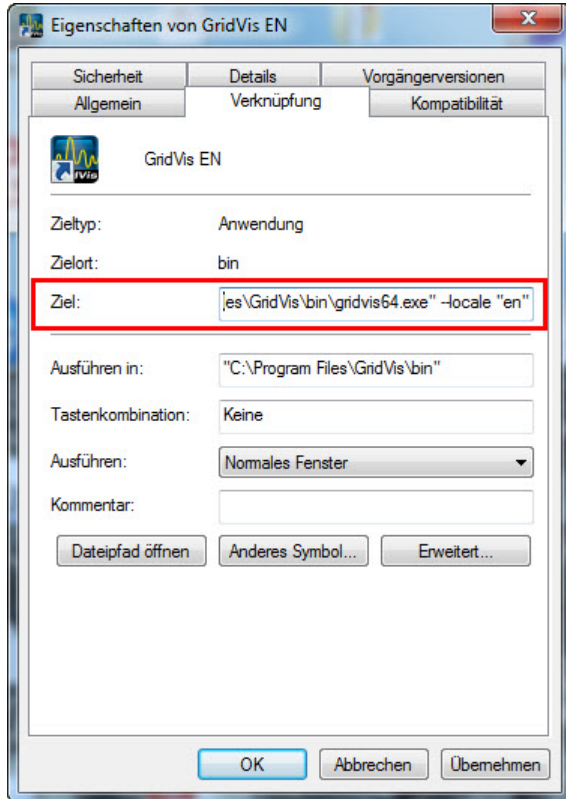 Eigenschaften von GridVis EN
Sicherheit Details Vorgängerversionen
Allgemein Verknüpfung Kompatibilität
GridVis EN
Zieltyp: Anwendung
Zielort: bin
Ziel: es\GridVis\bin\gridvis64.exe" --locale "en"
Ausführen in: "C:\Program Files\GridVis\bin"
Tastenkombination: Keine
Ausführen: Normales Fenster
Kommentar:
Dateipfad öffnen Anderes Symbol... Erweitert...
OK Abbrechen Übernehmen